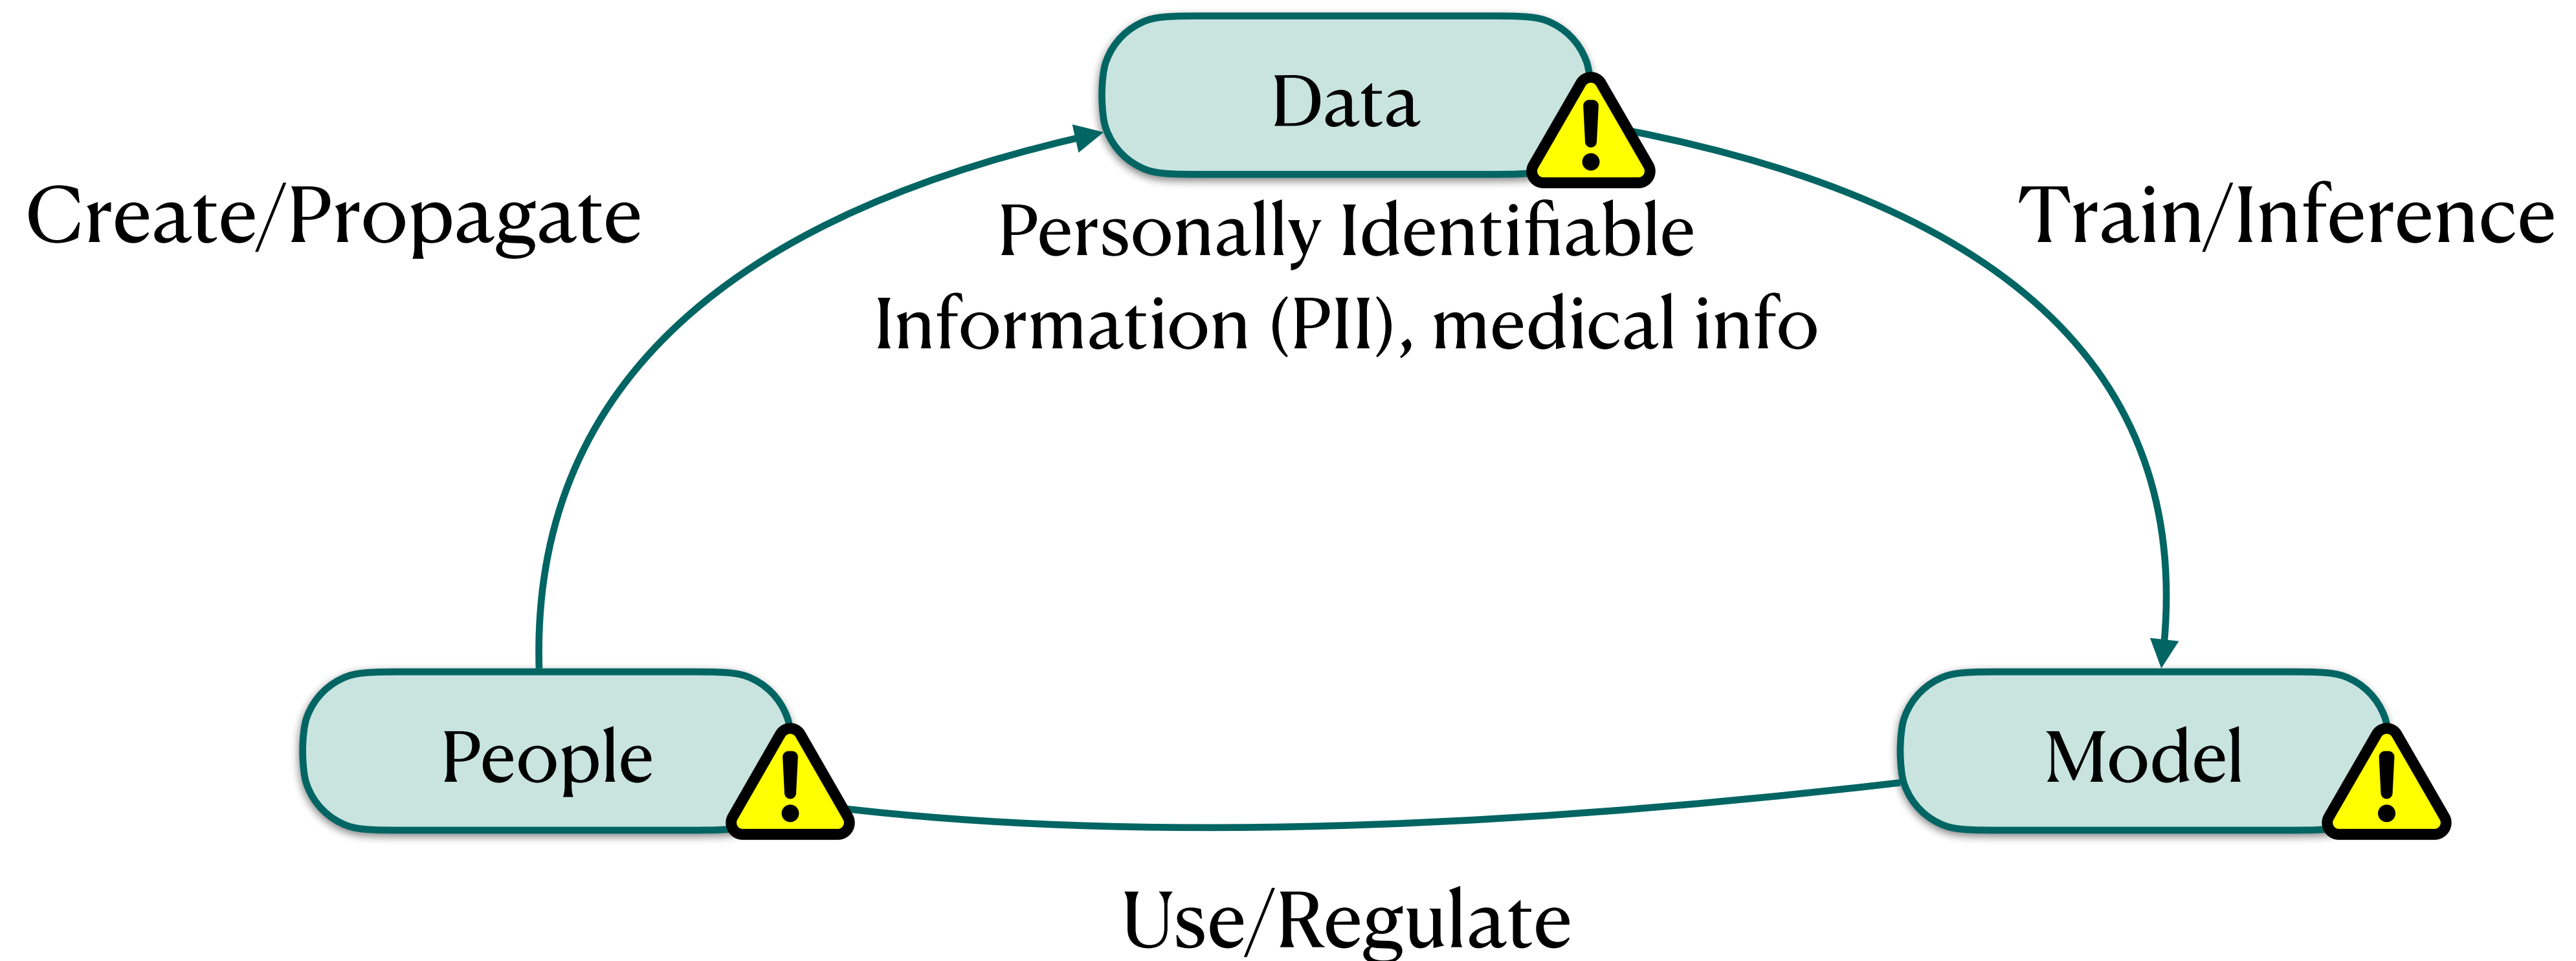 Data
Create/Propagate
Train/Inference
Personally Identifiable
Information (PII), medical info
People
Model
Use/Regulate